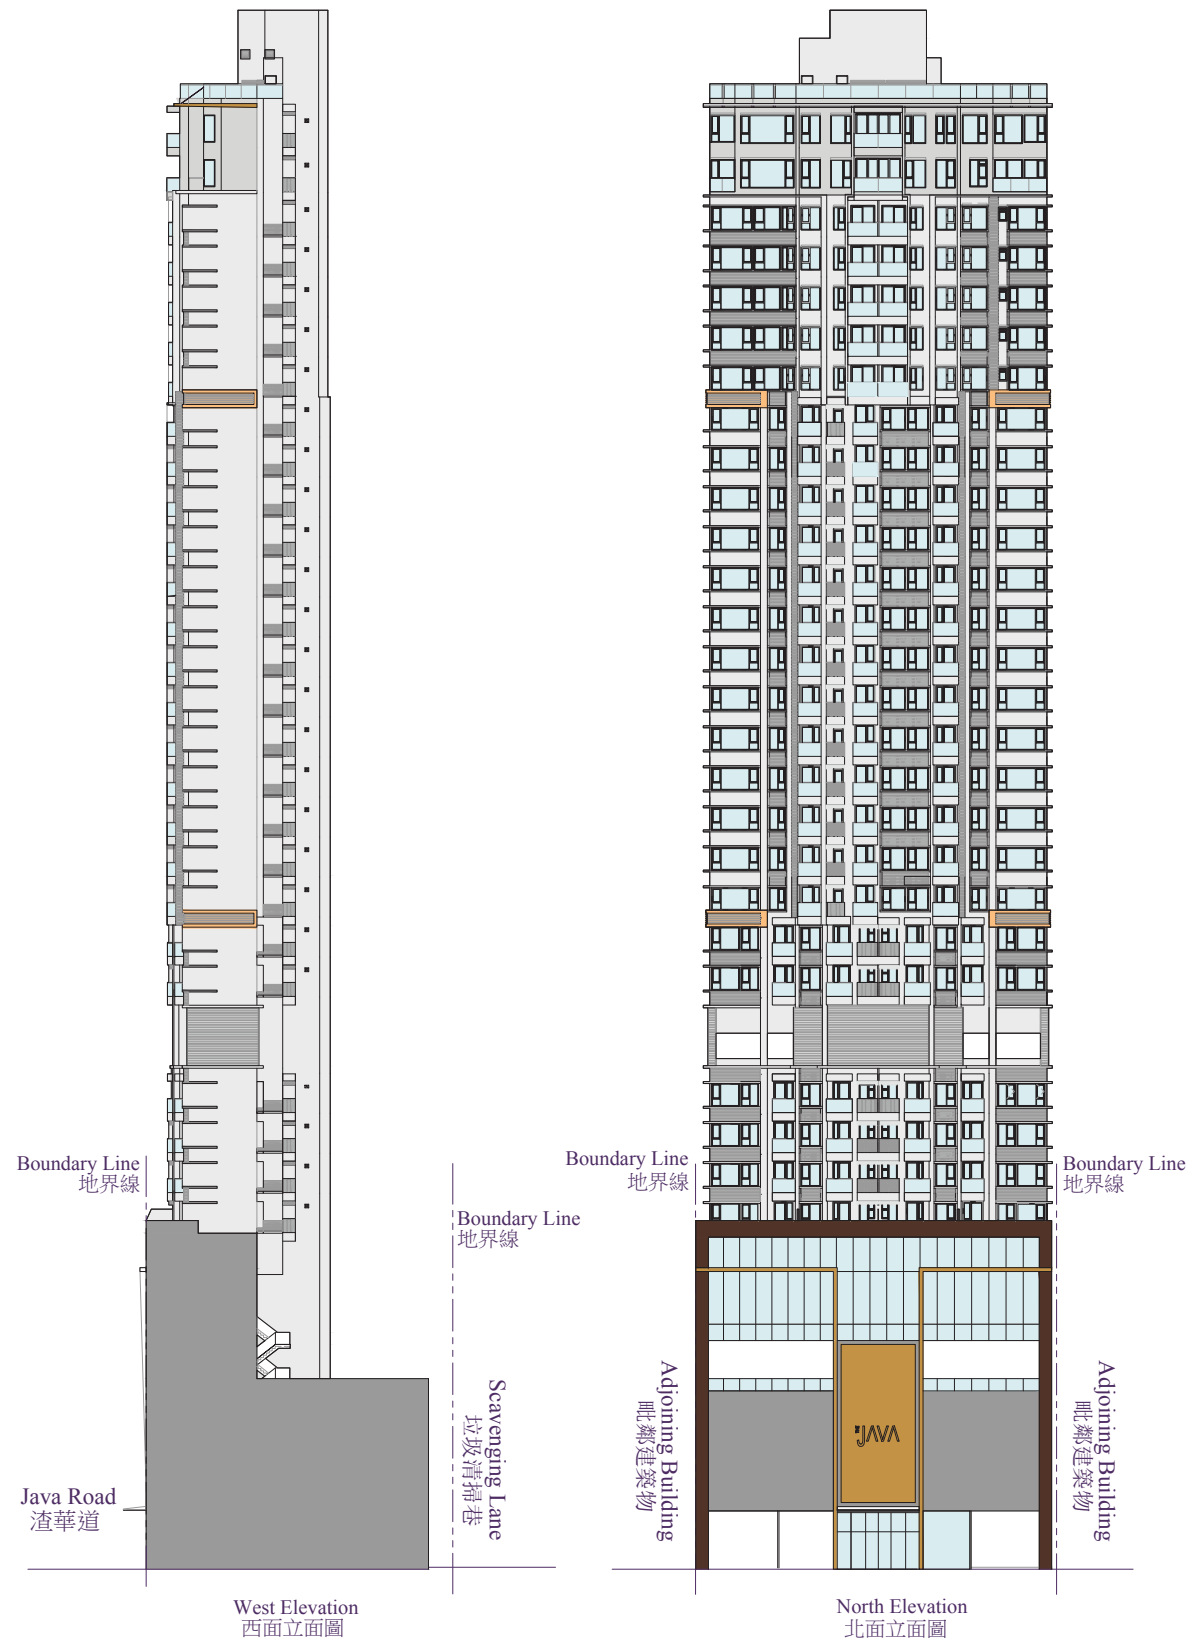 Boundary Line
地界線
Boundary Line
地界線
Java Road
渣華道
Scavenging Lane
垃圾清掃巷
West Elevation
西面立面圖
Boundary Line
地界線
Boundary Line
地界線
Adjoining Building
毗鄰建築物
JAVA
Adjoining Building
毗鄰建築物
North Elevation
北面立面圖